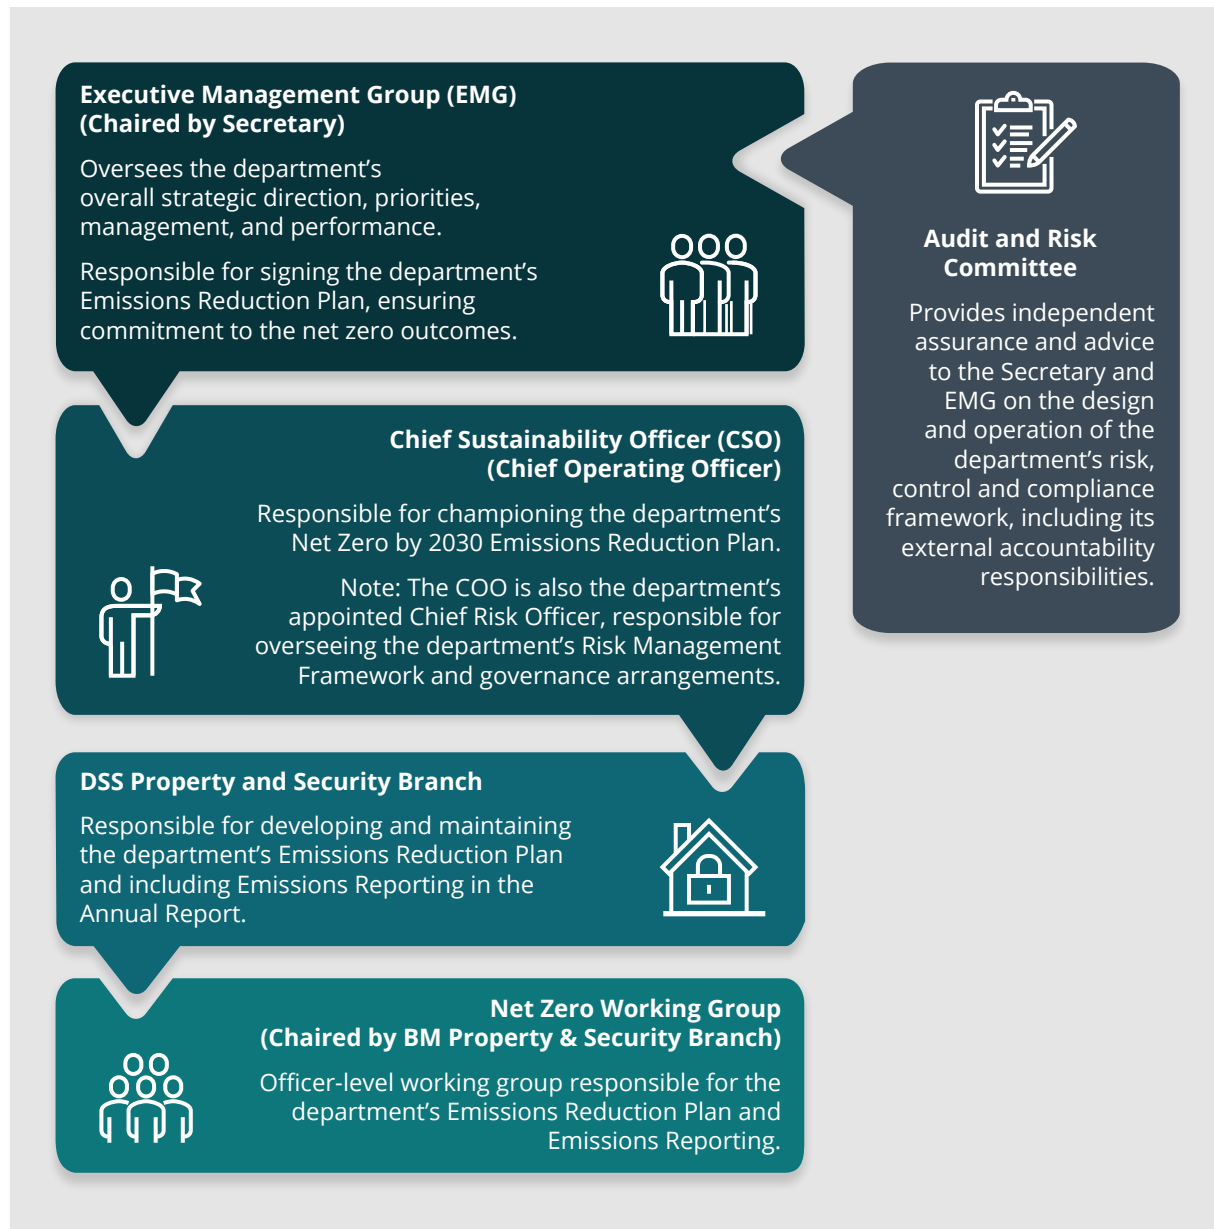 Executive Management Group (EMG)
(Chaired by Secretary)
Oversees the department’s
overall strategic direction, priorities,
management, and performance.
Responsible for signing the department’s
Emissions Reduction Plan, ensuring
commitment to the net zero outcomes.
Audit and Risk
Committee
Provides independent
assurance and advice
to the Secretary and
EMG on the design
and operation of the
department’s risk,
control and compliance
framework, including its
external accountability
responsibilities.
Chief Sustainability Officer (CSO)
(Chief Operating Officer)
Responsible for championing the department’s
Net Zero by 2030 Emissions Reduction Plan.
Note: The COO is also the department’s
appointed Chief Risk Officer, responsible for
overseeing the department’s Risk Management
Framework and governance arrangements.
DSS Property and Security Branch
Responsible for developing and maintaining
the department’s Emissions Reduction Plan
and including Emissions Reporting in the
Annual Report.
Net Zero Working Group
(Chaired by BM Property & Security Branch)
Officer-level working group responsible for the
department’s Emissions Reduction Plan and
Emissions Reporting.